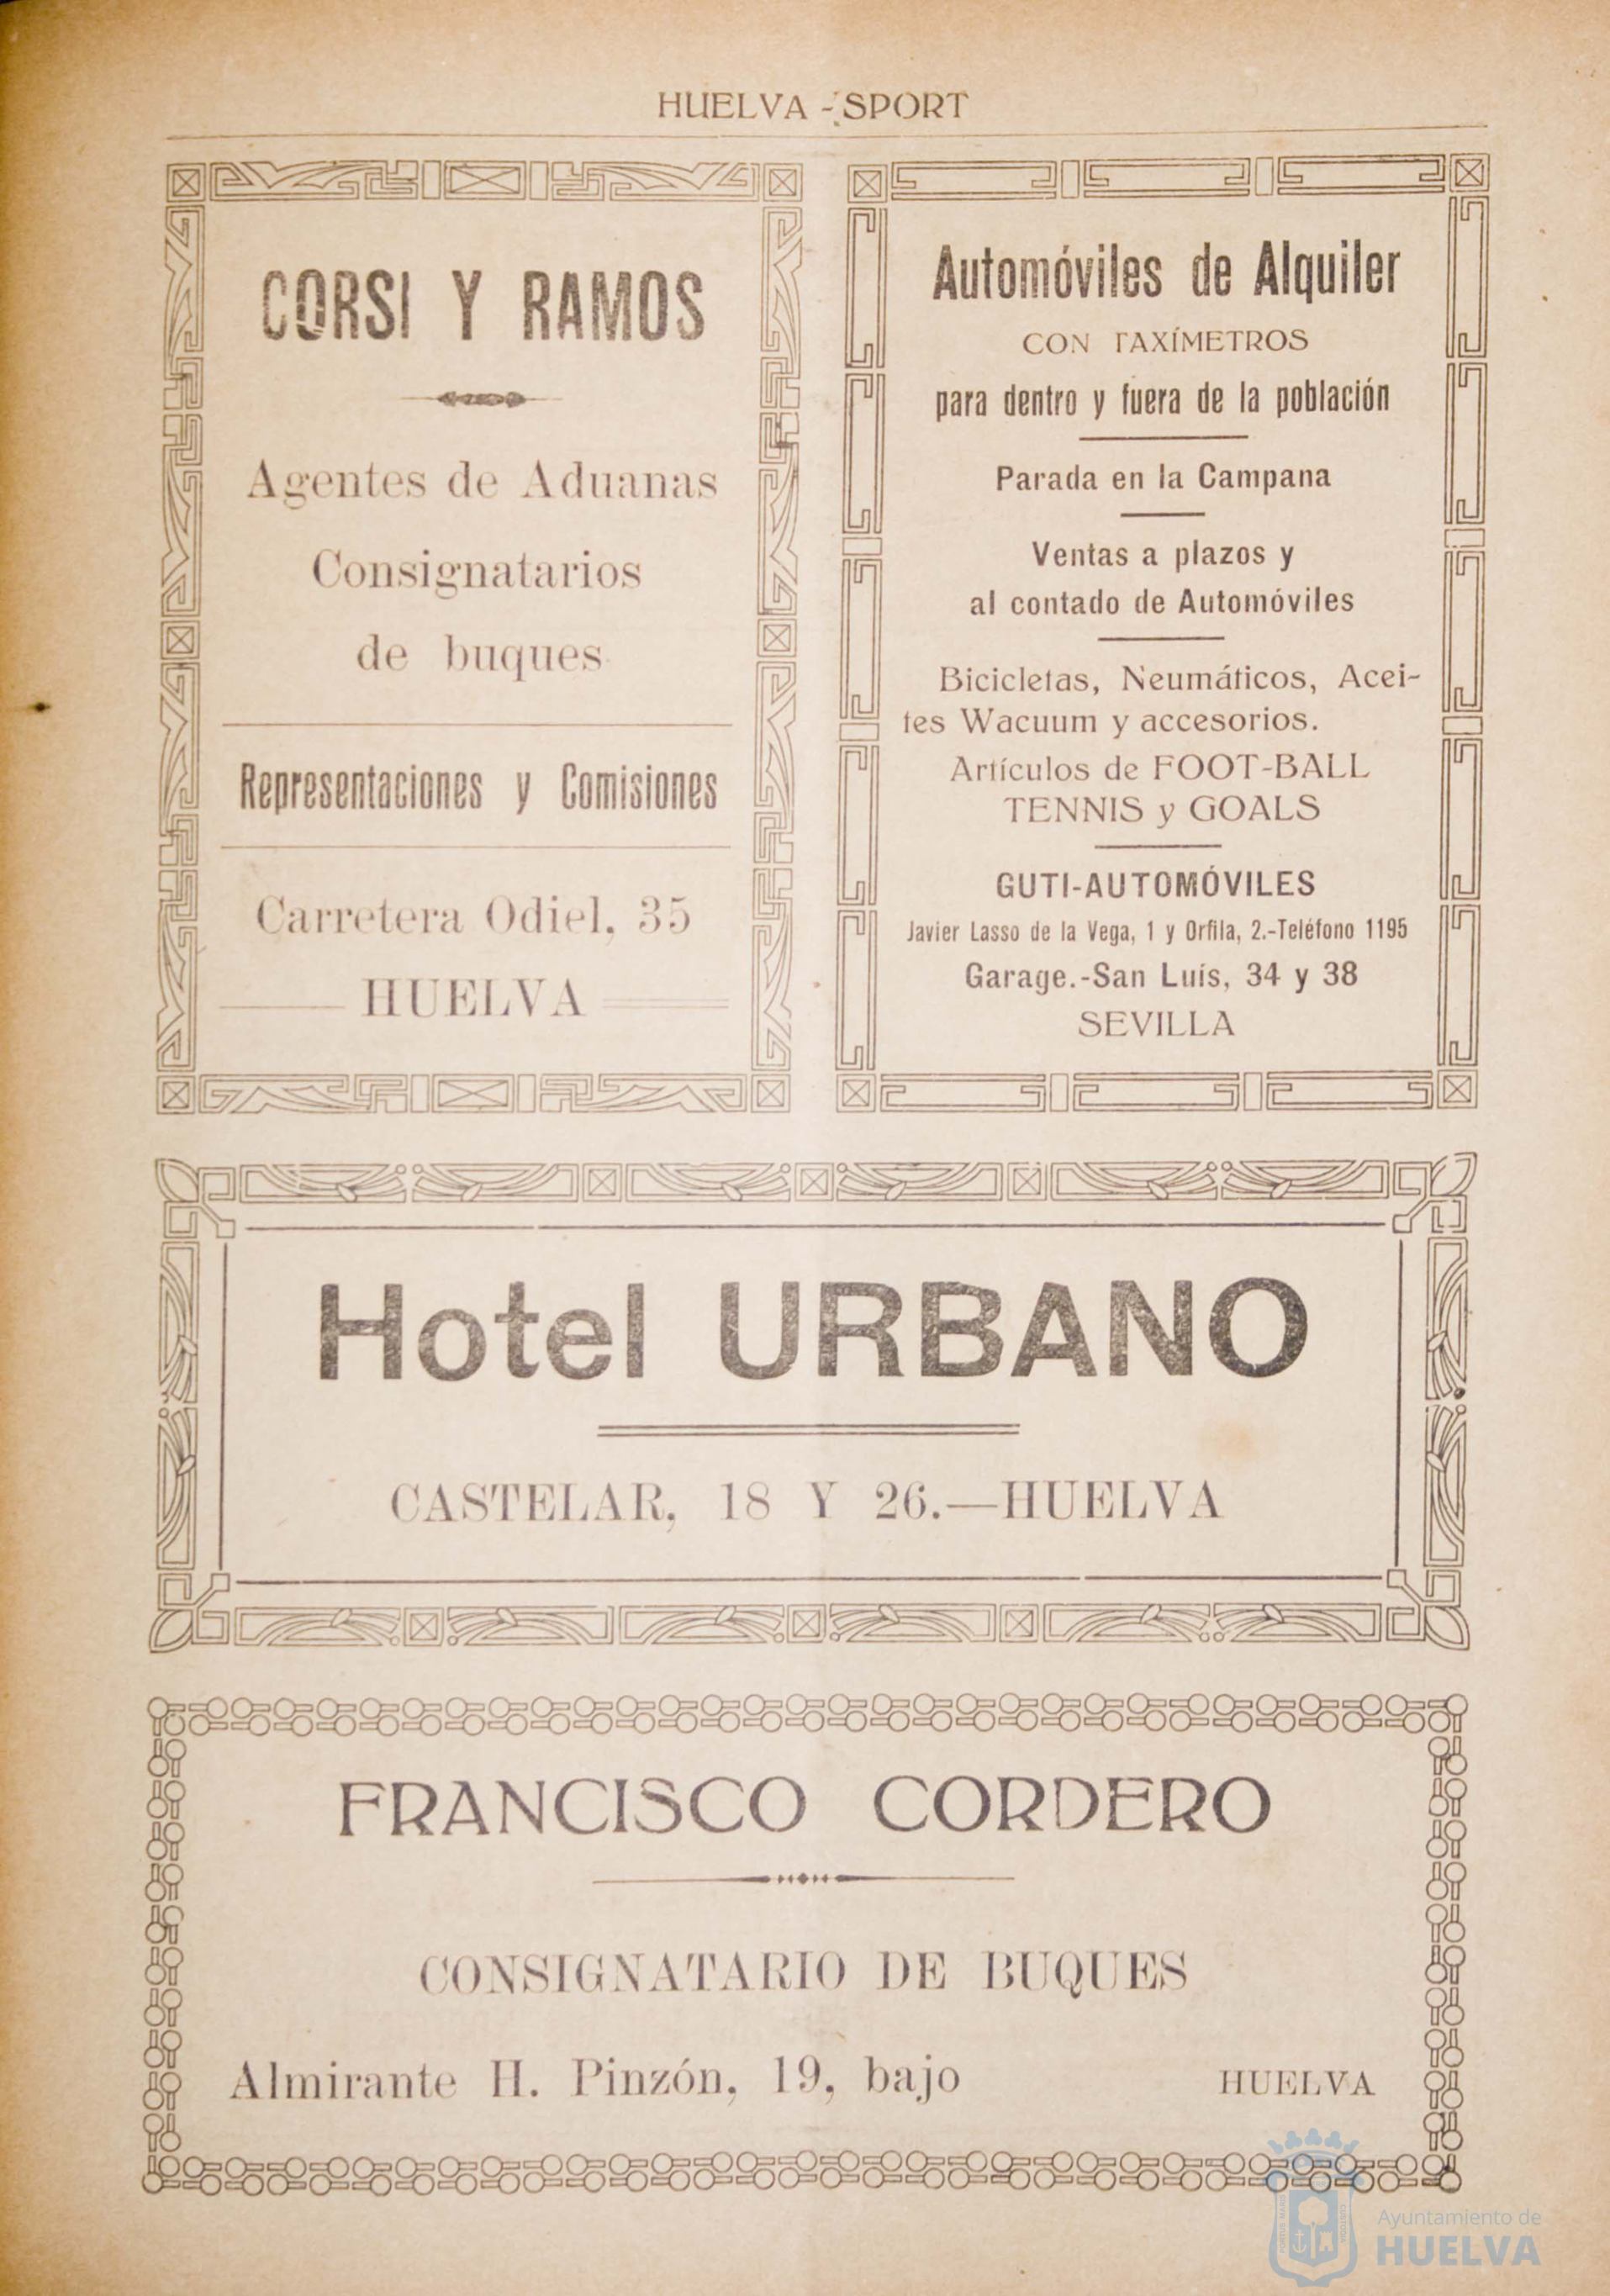 HUELVA - SPORT
CORSI Y RAMOS
Agentes de Aduanas
Consignatarios
de buques
Representaciones y Comisiones
Carretera Odiel, 35
HUELVA
Automóviles de Alquiler
CON TAXÍMETROS
para dentro y fuera de la población
Parada en la Campana
Ventas a plazos y
al contado de Automóviles
Bicicletas, Neumáticos, Acei-
tes Wacuum y accesorios.
Artículos de FOOT-BALL
TENNIS y GOALS
GUTI-AUTOMÓVILES
Javier Lasso de la Vega, 1 y Orfila, 2.-Teléfono 1195
Garage.-San Luis, 34 y 38
SEVILLA
Hotel URBANO
CASTELAR, 18 Y 26.—HUELVA
FRANCISCO CORDERO
CONSIGNATARIO DE BUQUES
Almirante H. Pinzón, 19, bajo HUELVA
Ayuntamiento de
HUELVA